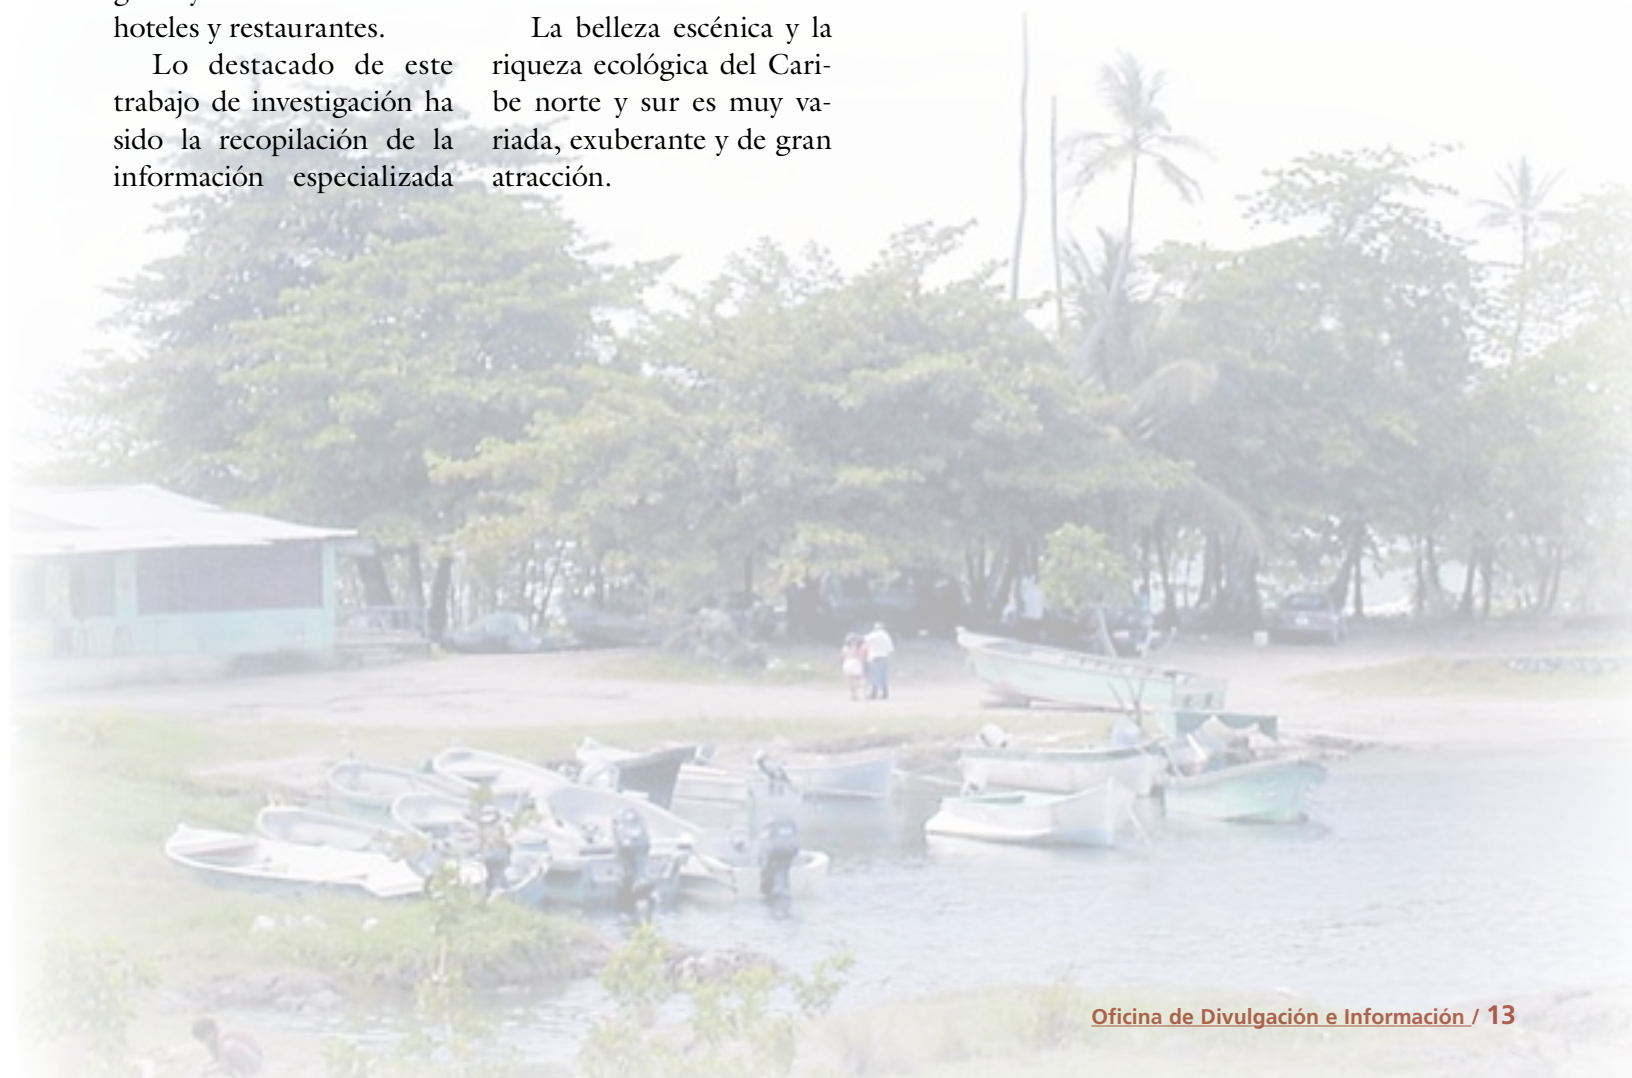 hoteles y restaurantes.
Lo destacado de este
trabajo de investigación ha
sido la recopilación de la
información especializada
La belleza escénica y la
riqueza ecológica del Cari-
be norte y sur es muy va-
riada, exuberante y de gran
atracción.
Oficina de Divulgación e Información / 13